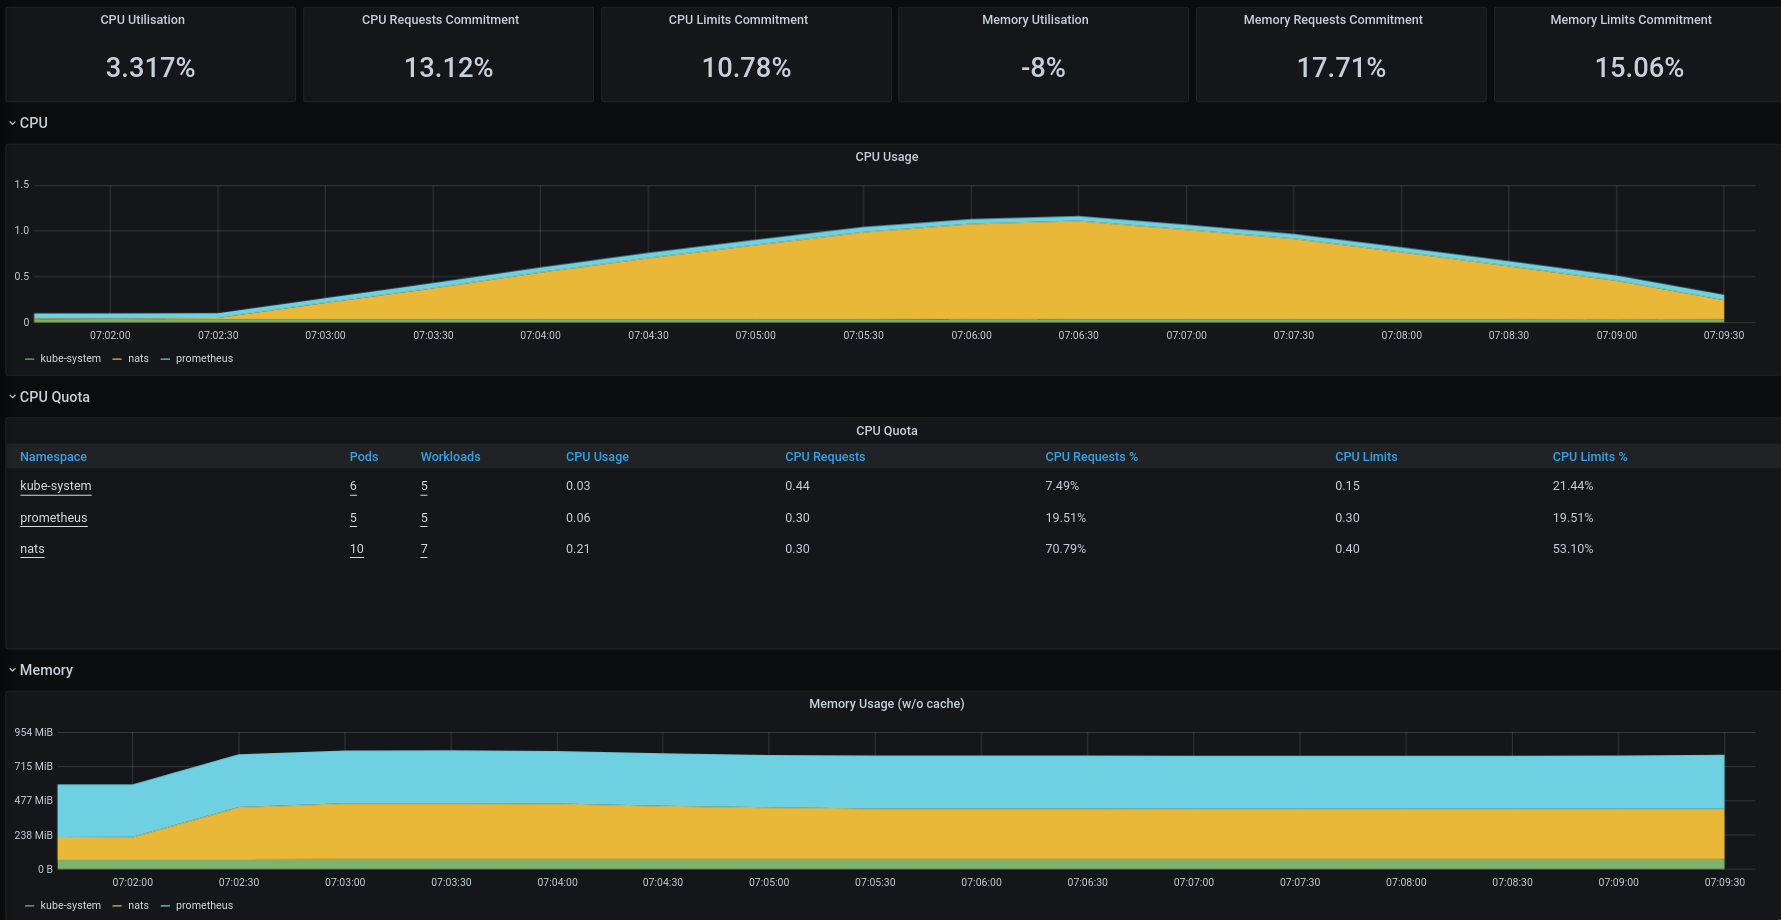 CPU Utilisation CPU Requests Commitment CPU Limits Commitment Memory Utilisation Memory Requests Commitment Memory Limits Commitment
3.317% 13.12% 10.78% -8% 17.71% 15.06%
CPU
CPU Usage
1.5
1.0
0.5
0
07:02:00 07:02:30 07:03:00 07:03:30 07:04:00 07:04:30 07:05:00 07:05:30 07:06:00 07:06:30 07:07:00 07:07:30 07:08:00 07:08:30 07:09:00 07:09:30
kube-system nats prometheus
CPU Quota
CPU Quota
Namespace Pods Workloads CPU Usage CPU Requests CPU Requests % CPU Limits CPU Limits %
kube-system 6 5 0.03 0.44 7.49% 0.15 21.44%
prometheus 5 5 0.06 0.30 19.51% 0.30 19.51%
nats 10 7 0.21 0.30 70.79% 0.40 53.10%
Memory
Memory Usage (w/o cache)
954 MiB
715 MiB
477 MiB
238 MiB
0 B
07:02:00 07:02:30 07:03:00 07:03:30 07:04:00 07:04:30 07:05:00 07:05:30 07:06:00 07:06:30 07:07:00 07:07:30 07:08:00 07:08:30 07:09:00 07:09:30
kube-system nats prometheus